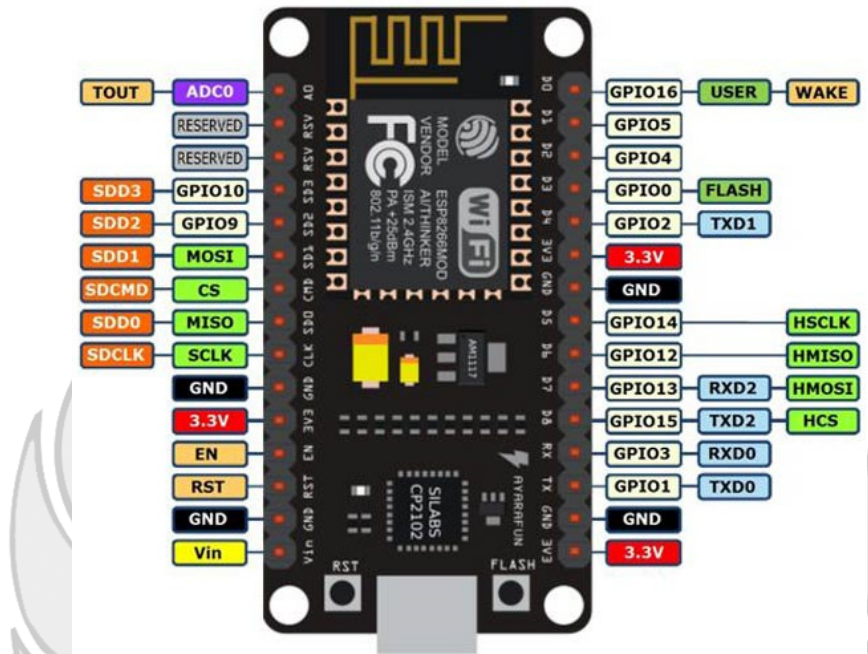 TOUT ADC0 A0 D0 GPIO16 USER WAKE
RESERVED RSV D1 GPIO5
RESERVED RSV D2 GPIO4
SDD3 GPIO10 SD3 D3 GPIO0 FLASH
SDD2 GPIO9 SD2 D4 GPIO2 TXD1
SDD1 MOSI SD1 3V3 3.3V
SDCMD CS CMD GND GND
SDD0 MISO SD0 D5 GPIO14 HSCLK
SDCLK SCLK CLK D6 GPIO12 HMISO
GND GND D7 GPIO13 RXD2 HMOSI
3.3V 3V3 D8 GPIO15 TXD2 HCS
EN EN RX GPIO3 RXD0
RST RST TX GPIO1 TXD0
GND GND GND GND
Vin Vin 3V3 3.3V
MODEL ESP8266MOD
VENDOR AI/THINKER
ISM 2.4GHz
PA +25dBm
802.11b/g/n
FC
Wi Fi
AM1117
SILABS
CP2102
AYARAFUN
RST
FLASH